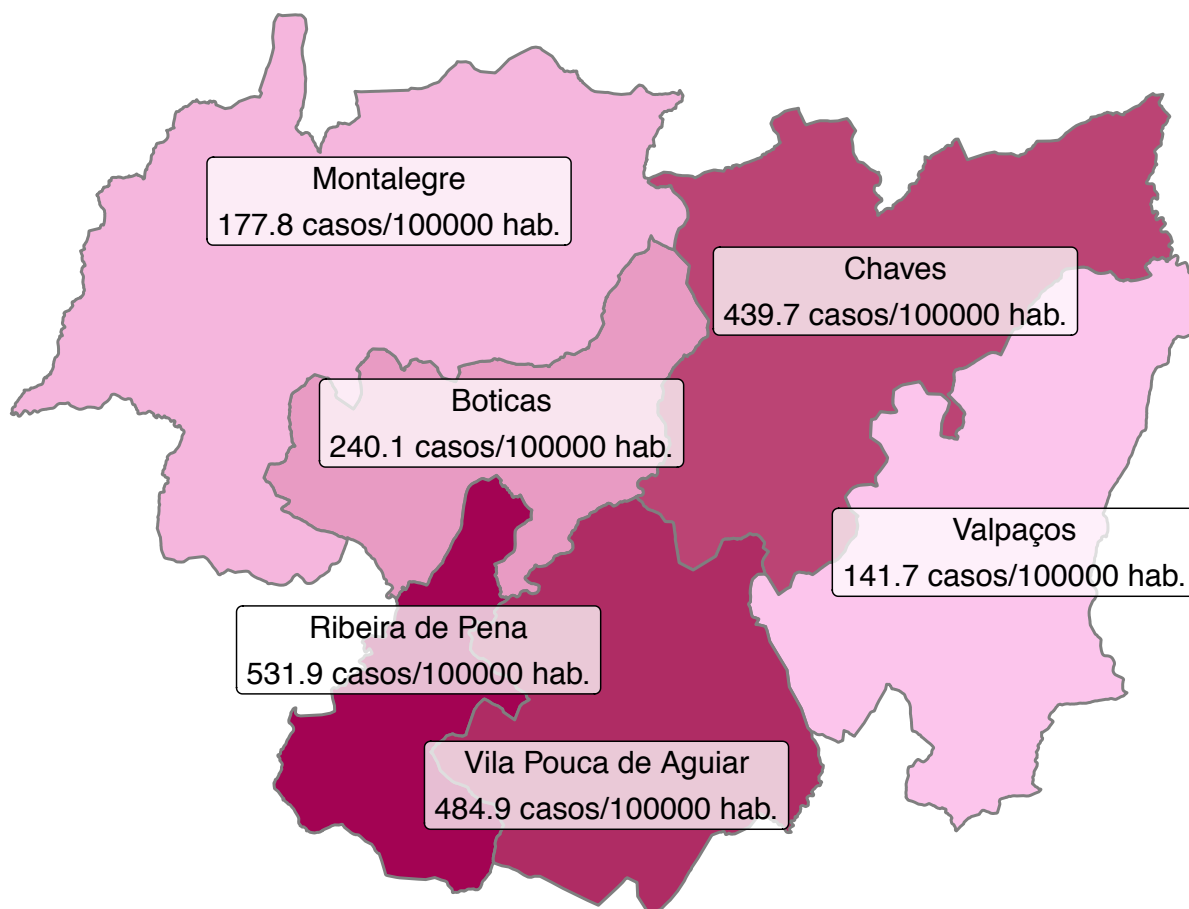 Montalegre
177.8 casos/100000 hab.
Chaves
439.7 casos/100000 hab.
Boticas
240.1 casos/100000 hab.
Valpaços
141.7 casos/100000 hab.
Ribeira de Pena
531.9 casos/100000 hab.
Vila Pouca de Aguiar
484.9 casos/100000 hab.